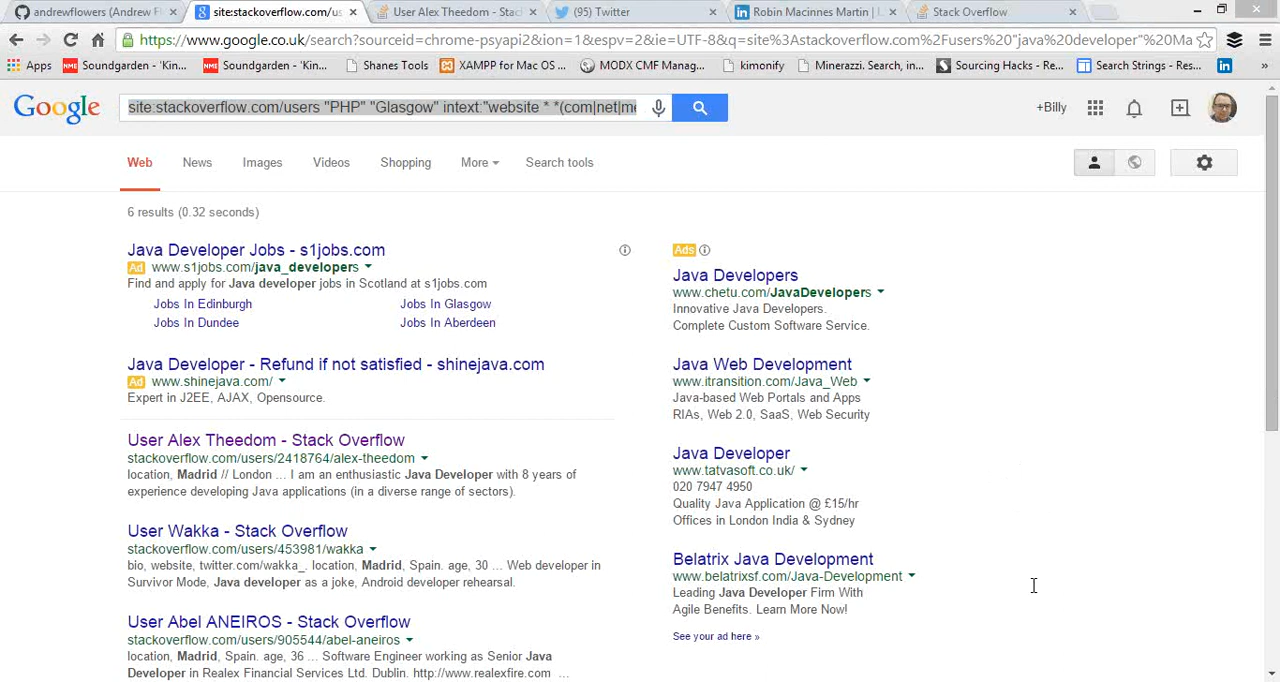 andrewflowers (Andrew F
site:stackoverflow.com/us
User Alex Theedom - Stac
(95) Twitter
Robin Macinnes Martin | L
Stack Overflow
https://www.google.co.uk/search?sourceid=chrome-psyapi2&ion=1&espv=2&ie=UTF-8&q=site%3Astackoverflow.com%2Fusers%20"java%20developer"%20Ma
Apps
NME Soundgarden - 'Kin...
NME Soundgarden - 'Kin...
Shanes Tools
XAMPP for Mac OS ...
MODX CMF Manag...
kimonify
Minerazzi. Search, in...
Sourcing Hacks - Re...
Search Strings - Res...
in
»
Google
site:stackoverflow.com/users "PHP" "Glasgow" intext:"website * *(com|net|me
+Billy
Web
News
Images
Videos
Shopping
More
Search tools
6 results (0.32 seconds)
Java Developer Jobs - s1jobs.com
Ad www.s1jobs.com/java_developers
Find and apply for Java developer jobs in Scotland at s1jobs.com
Jobs In Edinburgh
Jobs In Glasgow
Jobs In Dundee
Jobs In Aberdeen
Java Developer - Refund if not satisfied - shinejava.com
Ad www.shinejava.com/
Expert in J2EE, AJAX, Opensource.
User Alex Theedom - Stack Overflow
stackoverflow.com/users/2418764/alex-theedom
location, Madrid // London ... I am an enthusiastic Java Developer with 8 years of
experience developing Java applications (in a diverse range of sectors).
User Wakka - Stack Overflow
stackoverflow.com/users/453981/wakka
bio, website, twitter.com/wakka_. location, Madrid, Spain. age, 30 ... Web developer in
Survivor Mode, Java developer as a joke, Android developer rehearsal.
User Abel ANEIROS - Stack Overflow
stackoverflow.com/users/905544/abel-aneiros
location, Madrid, Spain. age, 36 ... Software Engineer working as Senior Java
Developer in Realex Financial Services Ltd. Dublin. http://www.realexfire.com ...
Ads
Java Developers
www.chetu.com/JavaDevelopers
Innovative Java Developers.
Complete Custom Software Service.
Java Web Development
www.itransition.com/Java_Web
Java-based Web Portals and Apps
RIAs, Web 2.0, SaaS, Web Security
Java Developer
www.tatvasoft.co.uk/
020 7947 4950
Quality Java Application @ £15/hr
Offices in London India & Sydney
Belatrix Java Development
www.belatrixsf.com/Java-Development
Leading Java Developer Firm With
Agile Benefits. Learn More Now!
See your ad here »